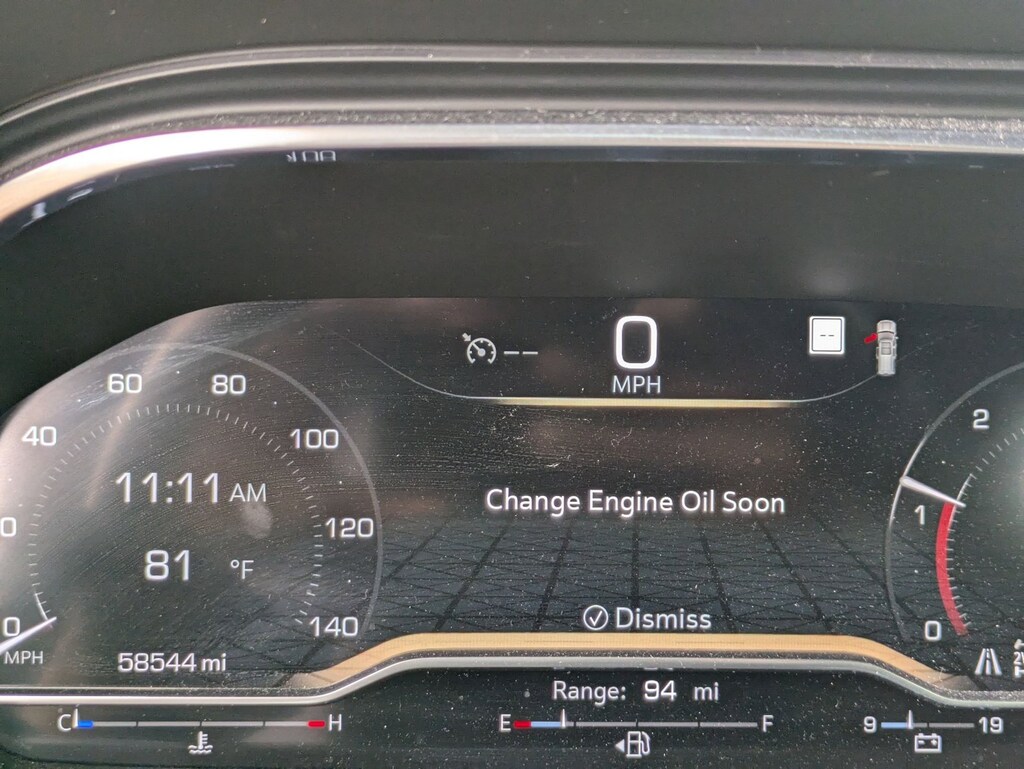 0
MPH
--
--
60 80
40 100
11:11 AM
120
81 °F
0
140
MPH
58544 mi
Change Engine Oil Soon
Dismiss
2
1
0
Range: 94 mi
C H
E F
9 19